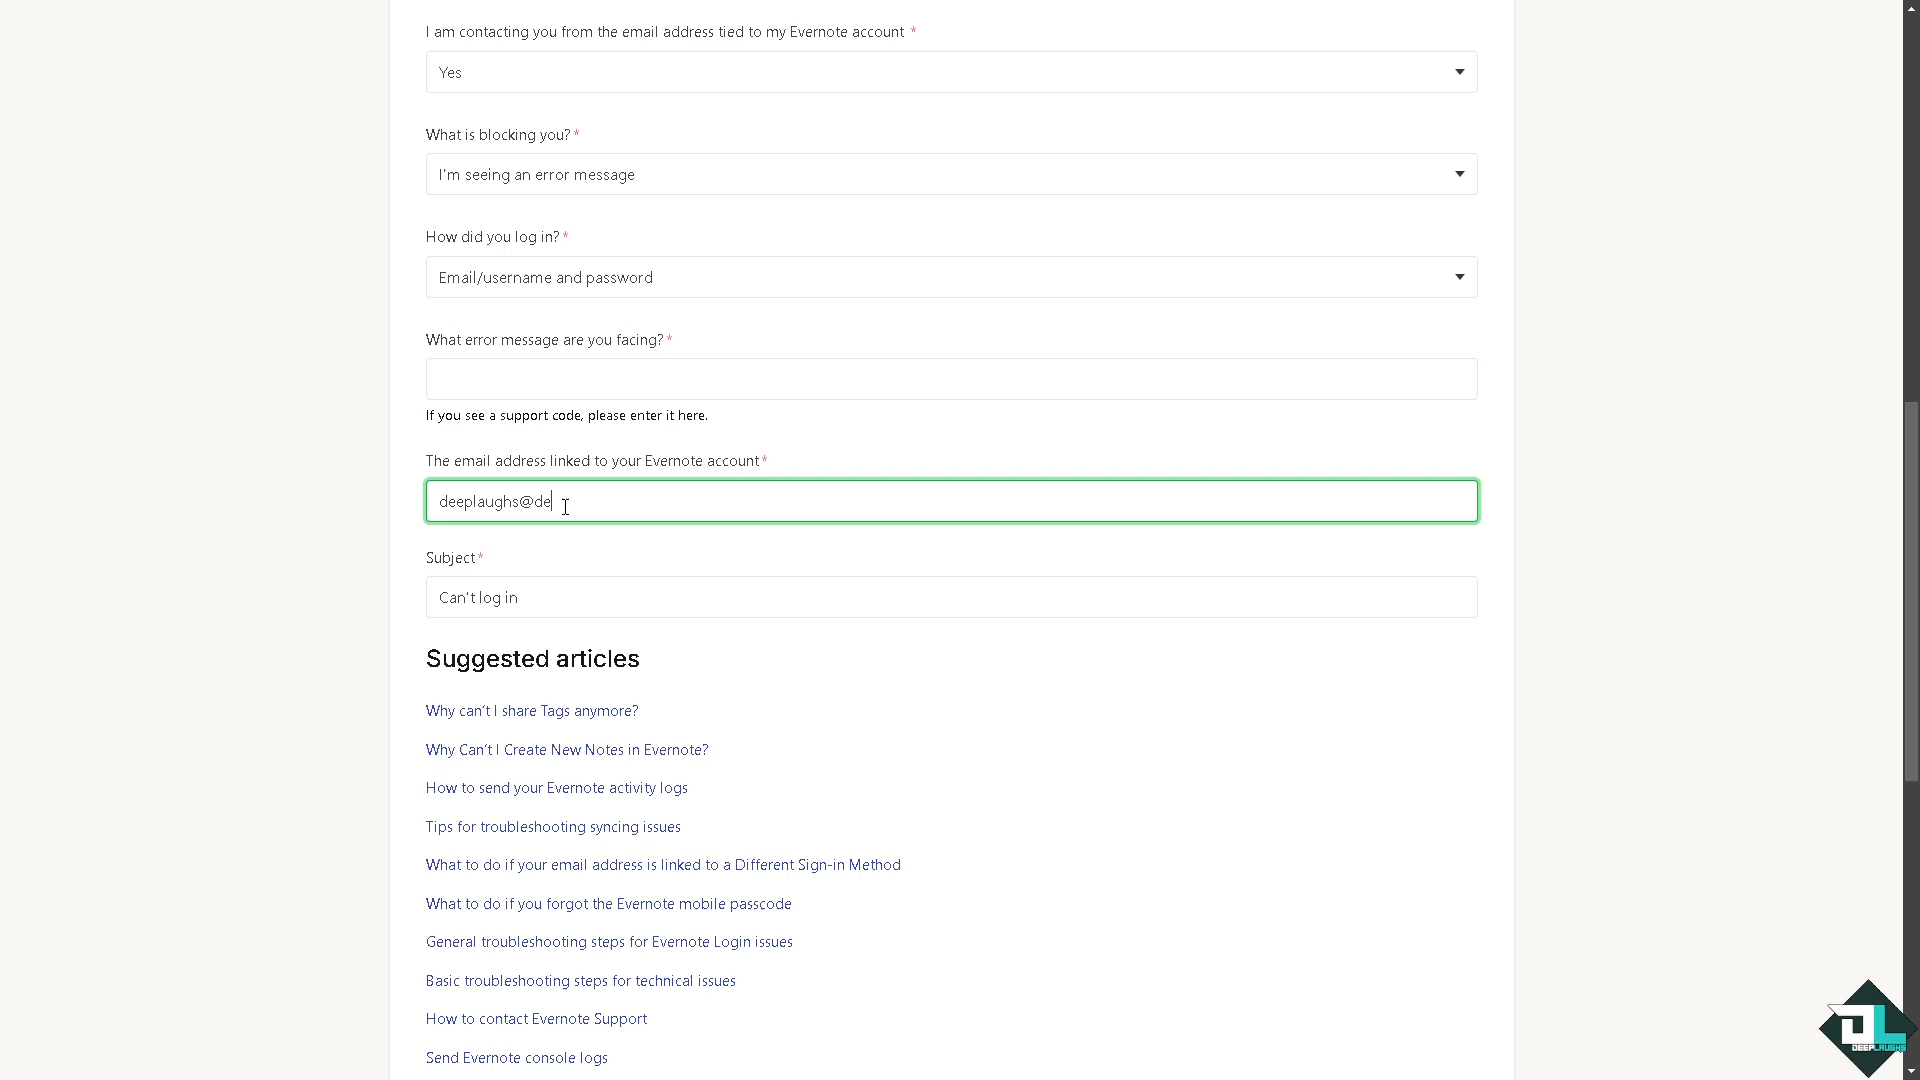 I am contacting you from the email address tied to my Evernote account *
Yes
What is blocking you? *
I'm seeing an error message
How did you log in? *
Email/username and password
What error message are you facing? *
If you see a support code, please enter it here.
The email address linked to your Evernote account *
deeplaughs@de
Subject *
Can't log in
Suggested articles
Why can't I share Tags anymore?
Why Can't I Create New Notes in Evernote?
How to send your Evernote activity logs
Tips for troubleshooting syncing issues
What to do if your email address is linked to a Different Sign-in Method
What to do if you forgot the Evernote mobile passcode
General troubleshooting steps for Evernote Login issues
Basic troubleshooting steps for technical issues
How to contact Evernote Support
Send Evernote console logs
DL
DEEPLAUGHS